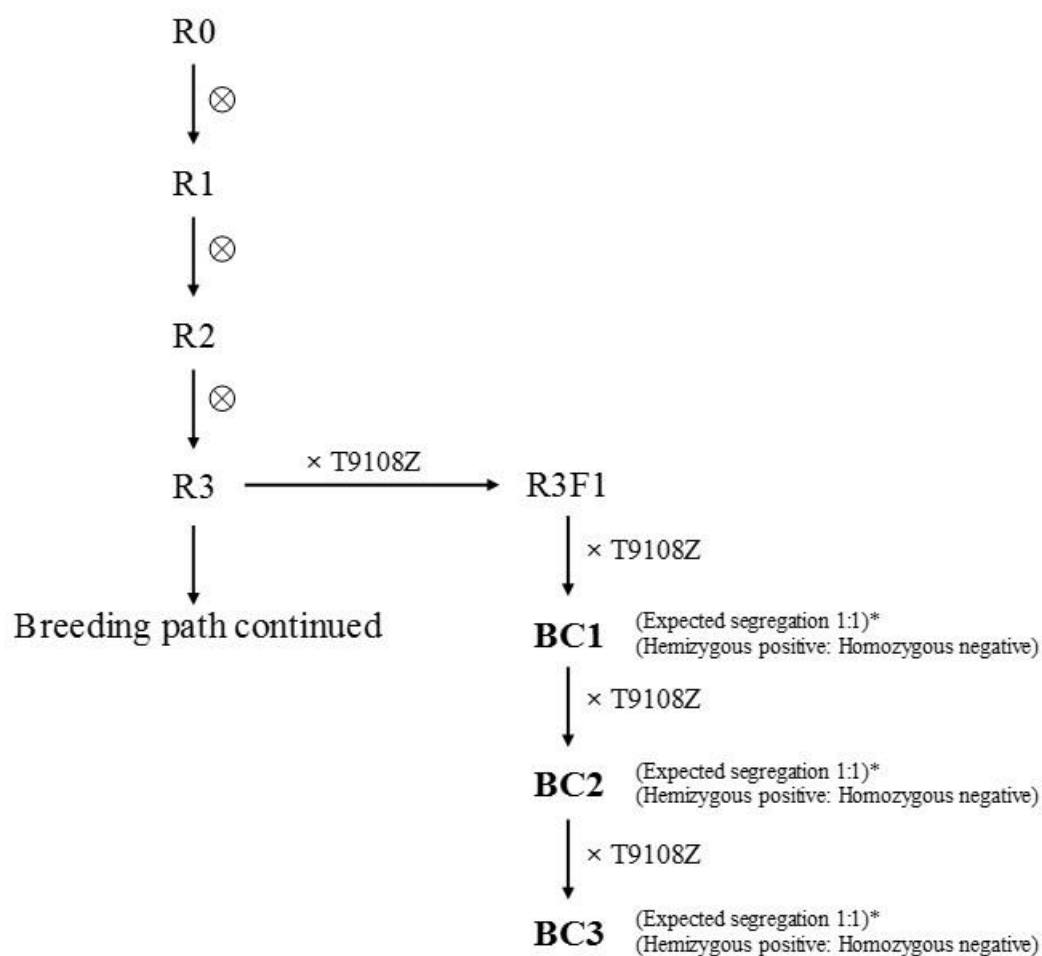 R0
⊗
R1
⊗
R2
⊗
R3
× T9108Z
R3F1
× T9108Z
Breeding path continued
BC1
(Expected segregation 1:1)*
(Hemizygous positive: Homozygous negative)
× T9108Z
BC2
(Expected segregation 1:1)*
(Hemizygous positive: Homozygous negative)
× T9108Z
BC3
(Expected segregation 1:1)*
(Hemizygous positive: Homozygous negative)